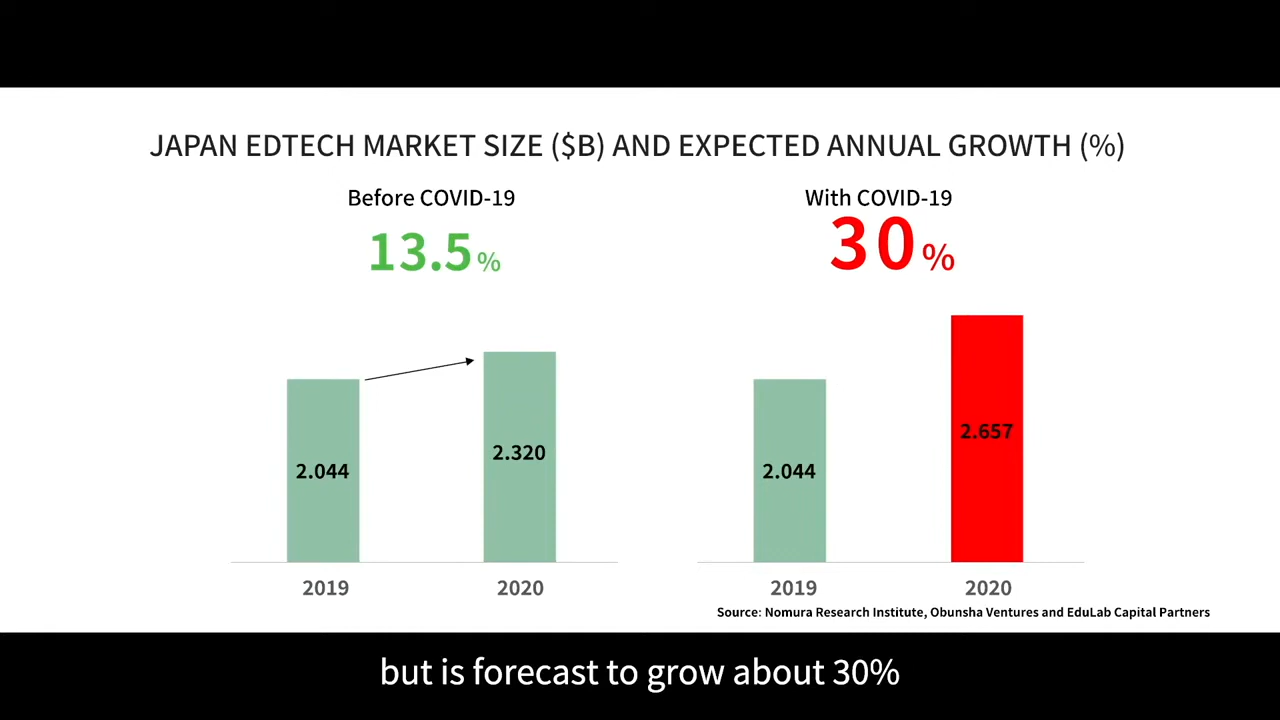 JAPAN EDTECH MARKET SIZE ($B) AND EXPECTED ANNUAL GROWTH (%)
Before COVID-19
13.5%
2.044
2.320
2019
2020
With COVID-19
30%
2.044
2.657
2019
2020
Source: Nomura Research Institute, Obunsha Ventures and EduLab Capital Partners
but is forecast to grow about 30%